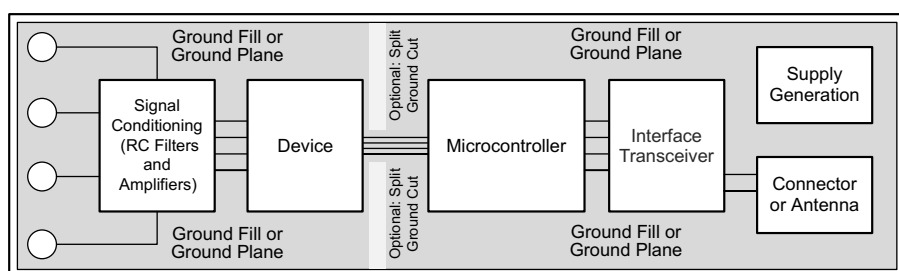 Ground Fill or
Ground Plane
Signal
Conditioning
(RC Filters
and
Amplifiers)
Ground Fill or
Ground Plane
Device
Optional: Split
Ground Cut
Optional: Split
Ground Cut
Ground Fill or
Ground Plane
Microcontroller
Interface
Transceiver
Ground Fill or
Ground Plane
Supply
Generation
Connector
or Antenna